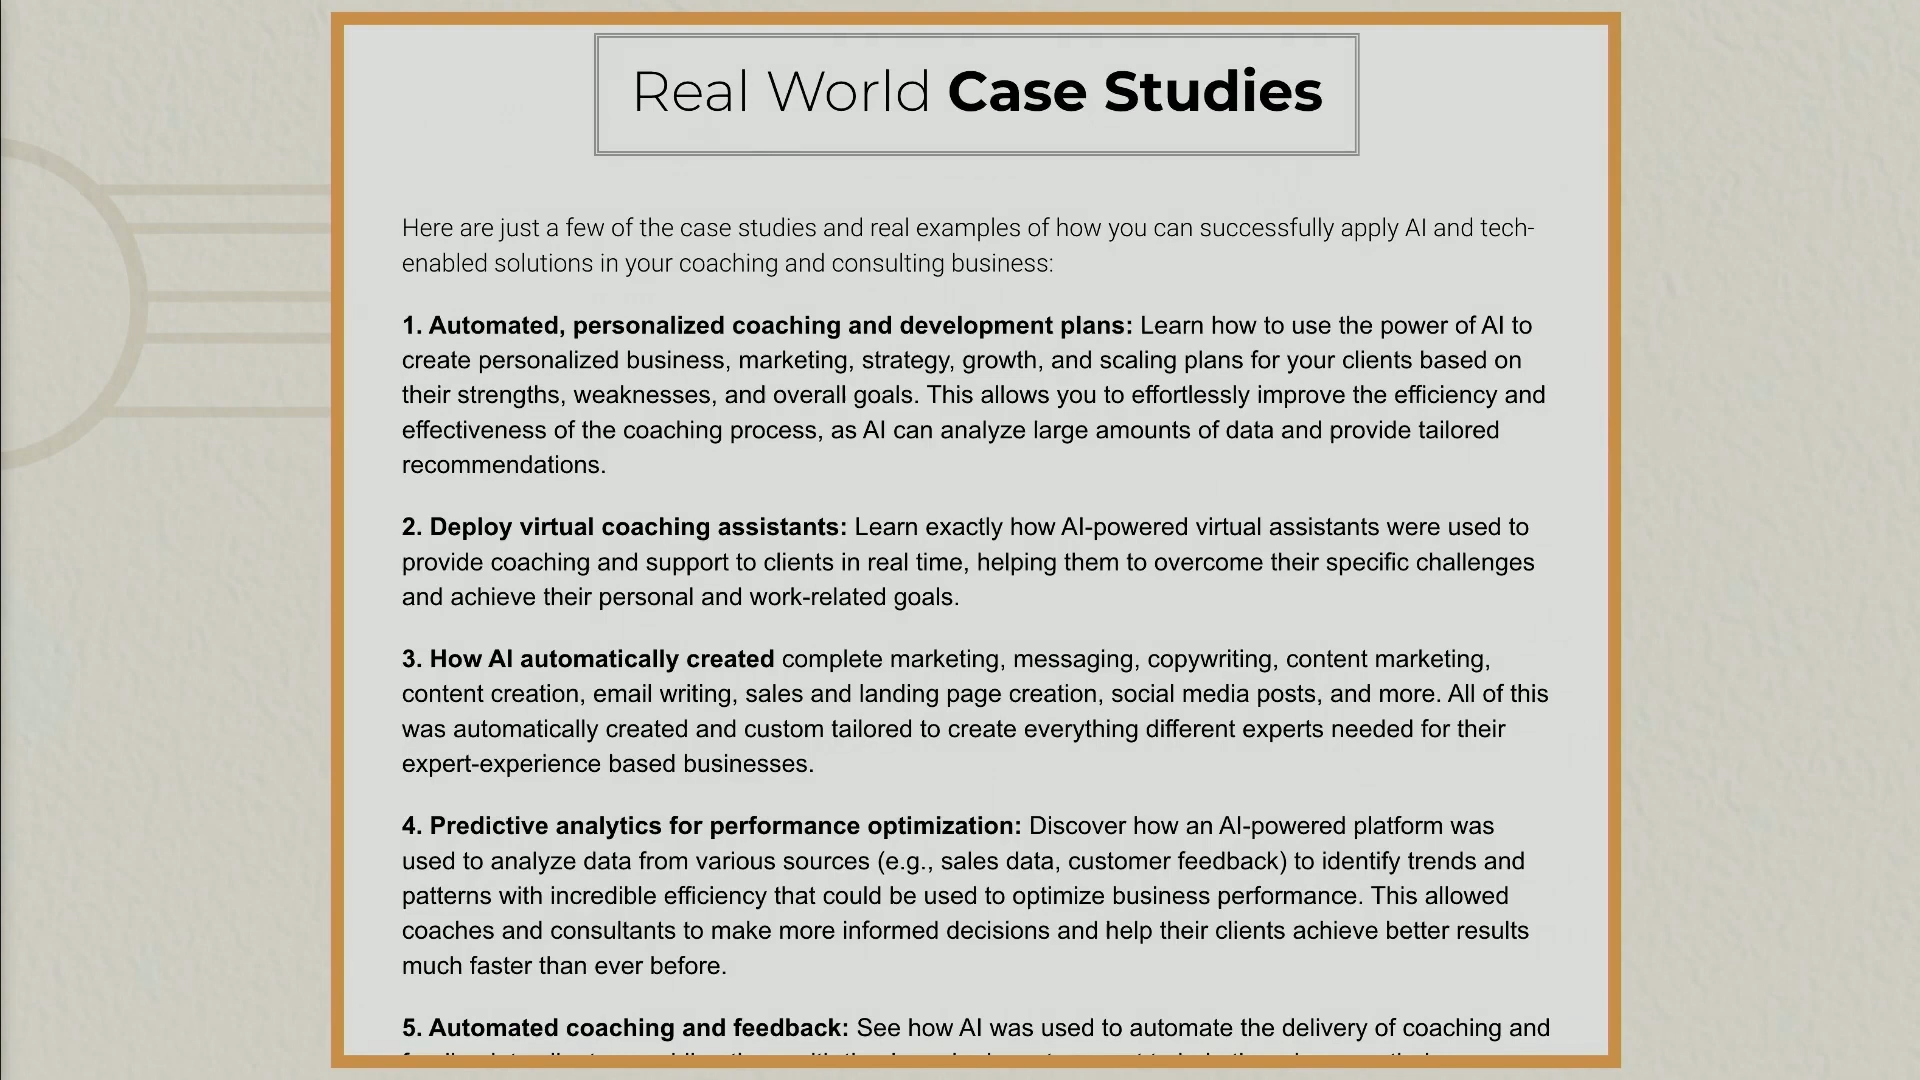 Real World Case Studies
Here are just a few of the case studies and real examples of how you can successfully apply AI and tech-
enabled solutions in your coaching and consulting business:
1. Automated, personalized coaching and development plans: Learn how to use the power of AI to
create personalized business, marketing, strategy, growth, and scaling plans for your clients based on
their strengths, weaknesses, and overall goals. This allows you to effortlessly improve the efficiency and
effectiveness of the coaching process, as AI can analyze large amounts of data and provide tailored
recommendations.
2. Deploy virtual coaching assistants: Learn exactly how AI-powered virtual assistants were used to
provide coaching and support to clients in real time, helping them to overcome their specific challenges
and achieve their personal and work-related goals.
3. How AI automatically created complete marketing, messaging, copywriting, content marketing,
content creation, email writing, sales and landing page creation, social media posts, and more. All of this
was automatically created and custom tailored to create everything different experts needed for their
expert-experience based businesses.
4. Predictive analytics for performance optimization: Discover how an AI-powered platform was
used to analyze data from various sources (e.g., sales data, customer feedback) to identify trends and
patterns with incredible efficiency that could be used to optimize business performance. This allowed
coaches and consultants to make more informed decisions and help their clients achieve better results
much faster than ever before.
5. Automated coaching and feedback: See how AI was used to automate the delivery of coaching and